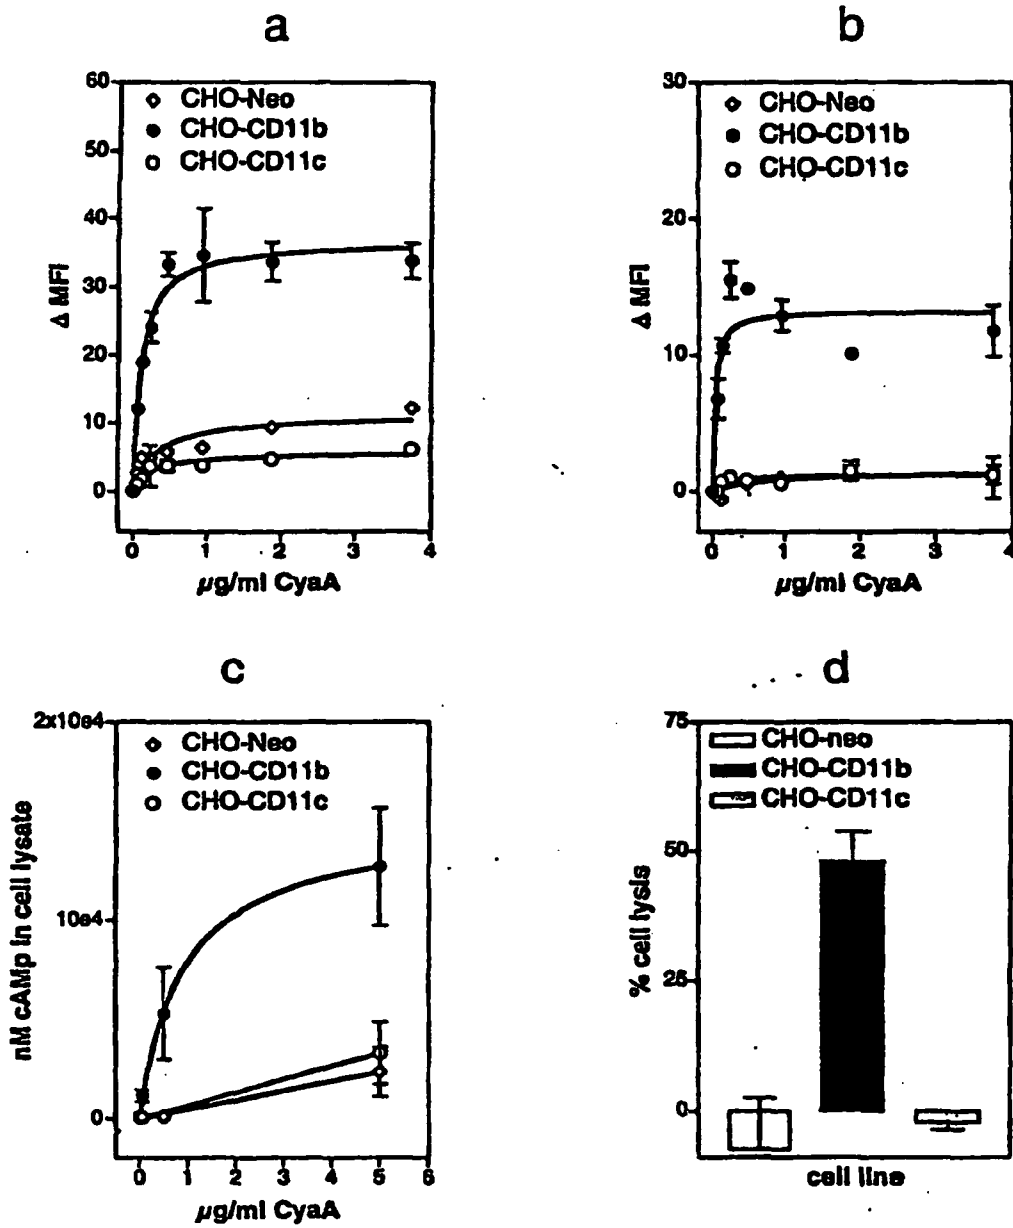 a
60
50
40
30
20
10
0
Δ MFI
CHO-Neo
CHO-CD11b
CHO-CD11c
0 1 2 3 4
µg/ml CyaA
b
30
20
10
0
Δ MFI
CHO-Neo
CHO-CD11b
CHO-CD11c
0 1 2 3 4
µg/ml CyaA
c
2x10e4
10e4
0
nM cAMp in cell lysate
CHO-Neo
CHO-CD11b
CHO-CD11c
0 1 2 3 4 5 6
µg/ml CyaA
d
75
50
25
0
% cell lysis
CHO-neo
CHO-CD11b
CHO-CD11c
cell line